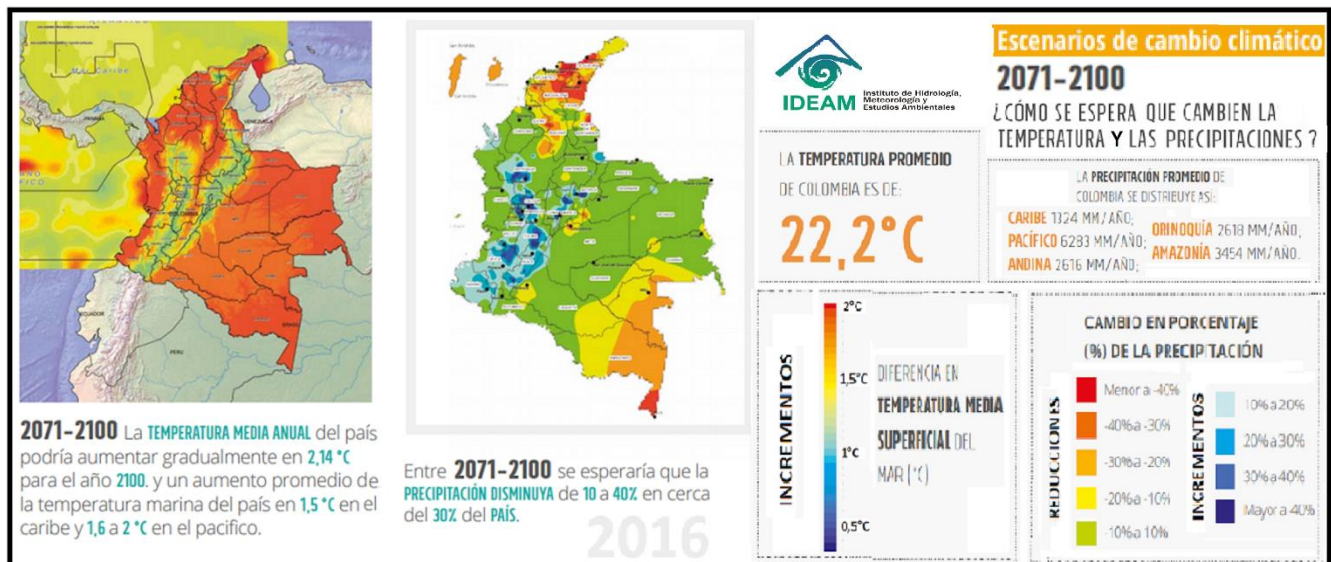 Mar Caribe
PANAMÁ
VENEZUELA
COLOMBIA
ECUADOR
PERU
BRASIL
2071-2100 La TEMPERATURA MEDIA ANUAL del país
podría aumentar gradualmente en 2,14 °C
para el año 2100. y un aumento promedio de
la temperatura marina del país en 1,5 °C en el
caribe y 1,6 a 2 °C en el pacifico.
Entre 2071-2100 se esperaría que la
PRECIPITACIÓN DISMINUYA de 10 a 40% en cerca
del 30% del PAÍS.
2016
IDEAM
Instituto de Hidrología,
Meteorología y
Estudios Ambientales
LA TEMPERATURA PROMEDIO
DE COLOMBIA ES DE:
22,2°C
Escenarios de cambio climático
2071-2100
¿CÓMO SE ESPERA QUE CAMBIEN LA
TEMPERATURA Y LAS PRECIPITACIONES ?
LA PRECIPITACIÓN PROMEDIO DE
COLOMBIA SE DISTRIBUYE ASÍ:
CARIBE 1324 MM/AÑO;
PACÍFICO 6283 MM/AÑO;
ANDINA 2616 MM/AÑO;
ORINOQUÍA 2618 MM/AÑO,
AMAZONÍA 3454 MM/AÑO.
INCREMENTOS
2°C
1,5°C
1°C
0,5°C
DIFERENCIA EN
TEMPERATURA MEDIA
SUPERFICIAL DEL
MAR (°C)
CAMBIO EN PORCENTAJE
(%) DE LA PRECIPITACIÓN
REDUCCIONES
Menor a -40%
-40% a -30%
-30% a -20%
-20% a -10%
-10% a 10%
INCREMENTOS
10% a 20%
20% a 30%
30% a 40%
Mayor a 40%